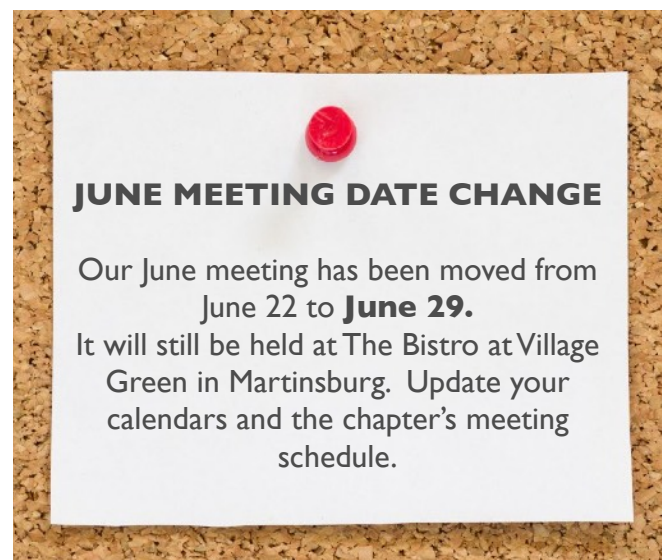 JUNE MEETING DATE CHANGE
Our June meeting has been moved from
June 22 to June 29.
It will still be held at The Bistro at Village
Green in Martinsburg.  Update your
calendars and the chapter’s meeting
schedule.